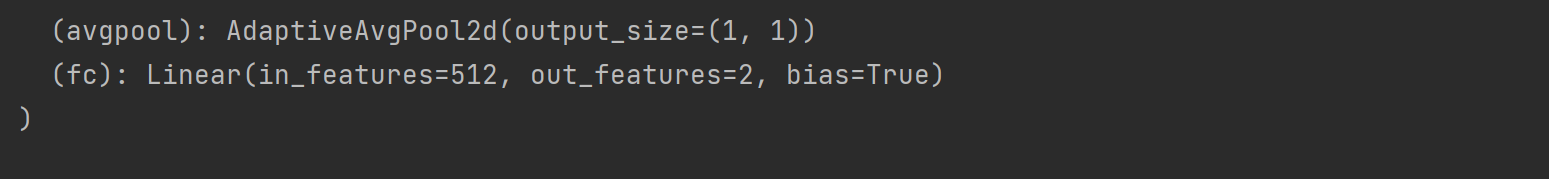 (avgpool): AdaptiveAvgPool2d(output_size=(1, 1))
(fc): Linear(in_features=512, out_features=2, bias=True)
)